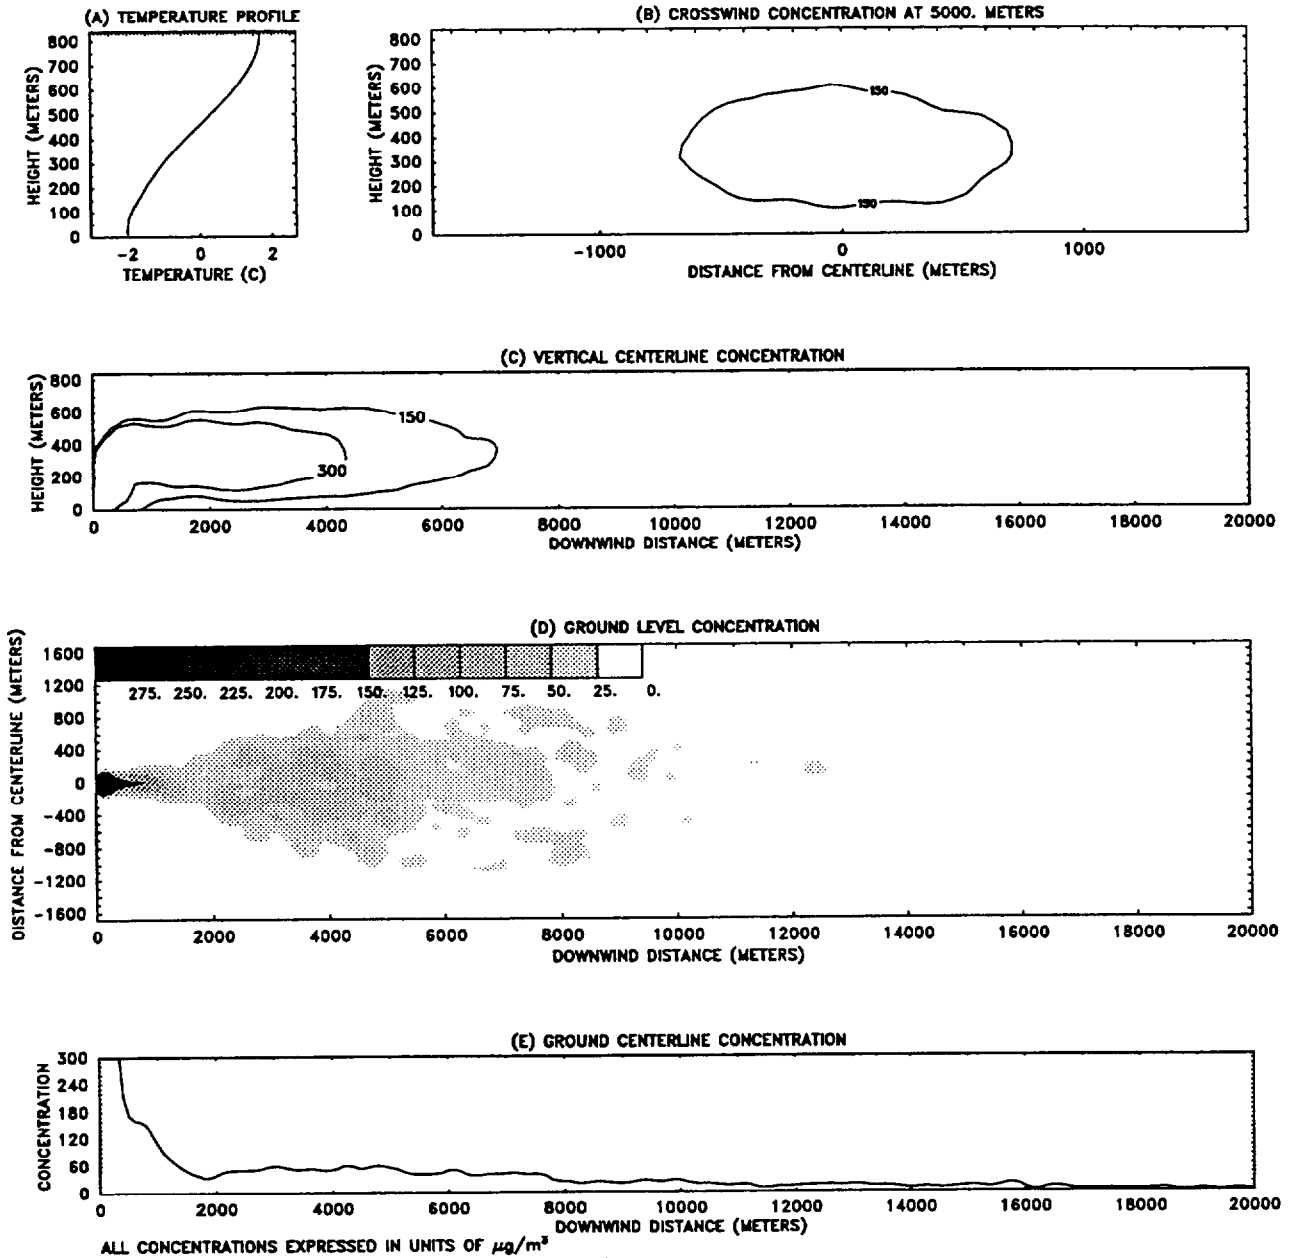 (A) TEMPERATURE PROFILE
800
700
600
500
400
300
200
100
0
HEIGHT (METERS)
-2 0 2
TEMPERATURE (C)
(B) CROSSWIND CONCENTRATION AT 5000. METERS
800
700
600
500
400
300
200
100
0
HEIGHT (METERS)
150
150
-1000 0 1000
DISTANCE FROM CENTERLINE (METERS)
(C) VERTICAL CENTERLINE CONCENTRATION
800
600
400
200
0
HEIGHT (METERS)
150
300
0 2000 4000 6000 8000 10000 12000 14000 16000 18000 20000
DOWNWIND DISTANCE (METERS)
(D) GROUND LEVEL CONCENTRATION
1600
1200
800
400
0
-400
-800
-1200
-1600
DISTANCE FROM CENTERLINE (METERS)
275. 250. 225. 200. 175. 150. 125. 100. 75. 50. 25. 0.
0 2000 4000 6000 8000 10000 12000 14000 16000 18000 20000
DOWNWIND DISTANCE (METERS)
(E) GROUND CENTERLINE CONCENTRATION
300
240
180
120
60
0
CONCENTRATION
0 2000 4000 6000 8000 10000 12000 14000 16000 18000 20000
DOWNWIND DISTANCE (METERS)
ALL CONCENTRATIONS EXPRESSED IN UNITS OF μg/m³